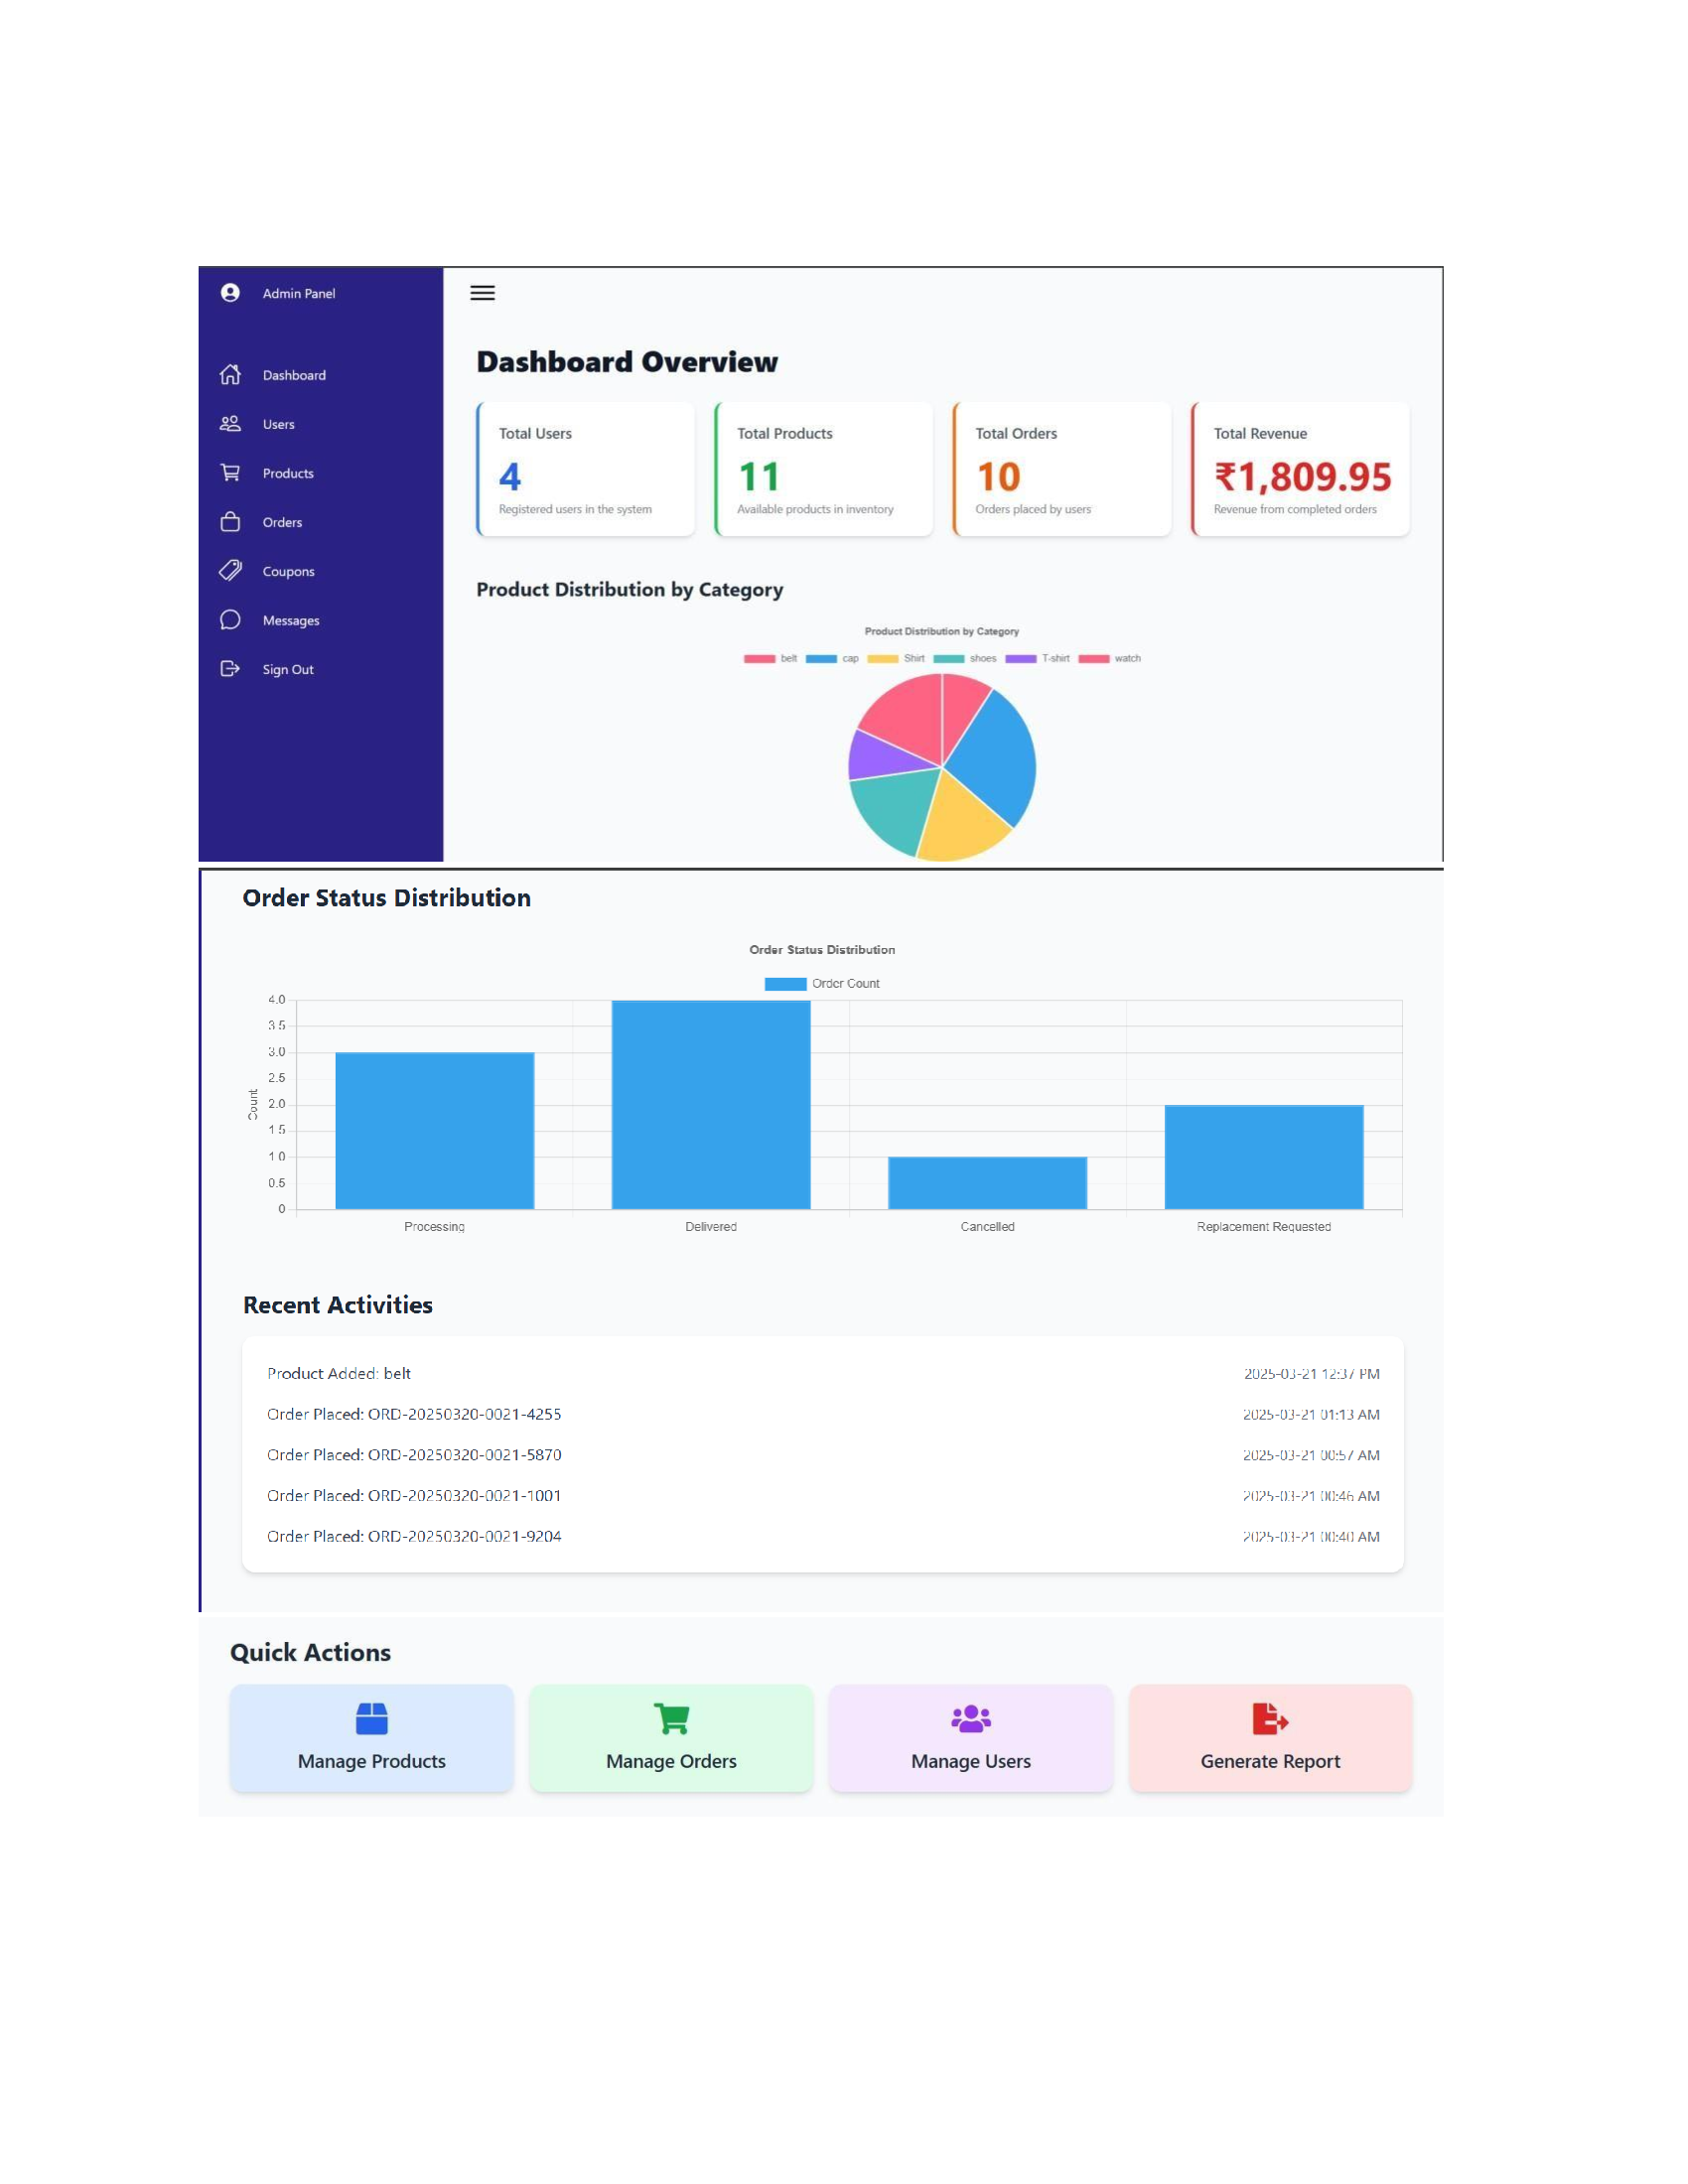 Admin Panel
Dashboard
Users
Products
Orders
Coupons
Messages
Sign Out
Dashboard Overview
Total Users
4
Registered users in the system
Total Products
11
Available products in inventory
Total Orders
10
Orders placed by users
Total Revenue
₹1,809.95
Revenue from completed orders
Product Distribution by Category
Product Distribution by Category
belt cap Shirt shoes T-shirt watch
Order Status Distribution
Order Status Distribution
Order Count
4.0
3.5
3.0
2.5
2.0
1.5
1.0
0.5
0
Count
Processing Delivered Cancelled Replacement Requested
Recent Activities
Product Added: belt 2025-03-21 12:37 PM
Order Placed: ORD-20250320-0021-4255 2025-03-21 01:13 AM
Order Placed: ORD-20250320-0021-5870 2025-03-21 00:57 AM
Order Placed: ORD-20250320-0021-1001 2025-03-21 00:46 AM
Order Placed: ORD-20250320-0021-9204 2025-03-21 00:40 AM
Quick Actions
Manage Products
Manage Orders
Manage Users
Generate Report